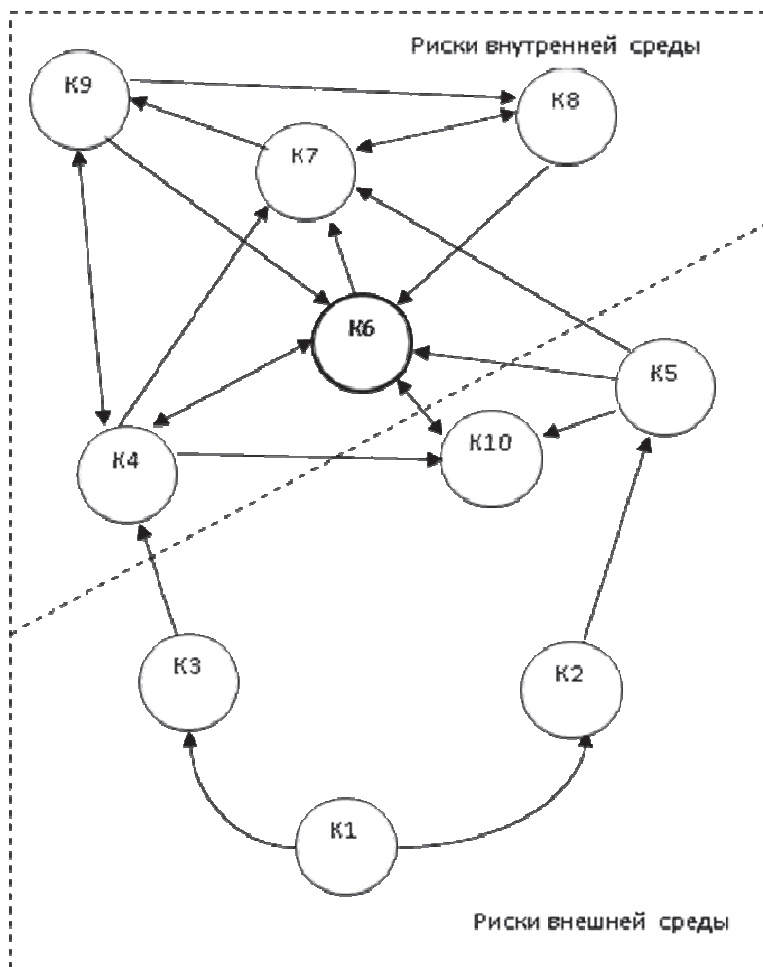 Риски внутренней среды
К9
К8
К7
К6
К5
К10
К4
К3
К2
К1
Риски внешней среды